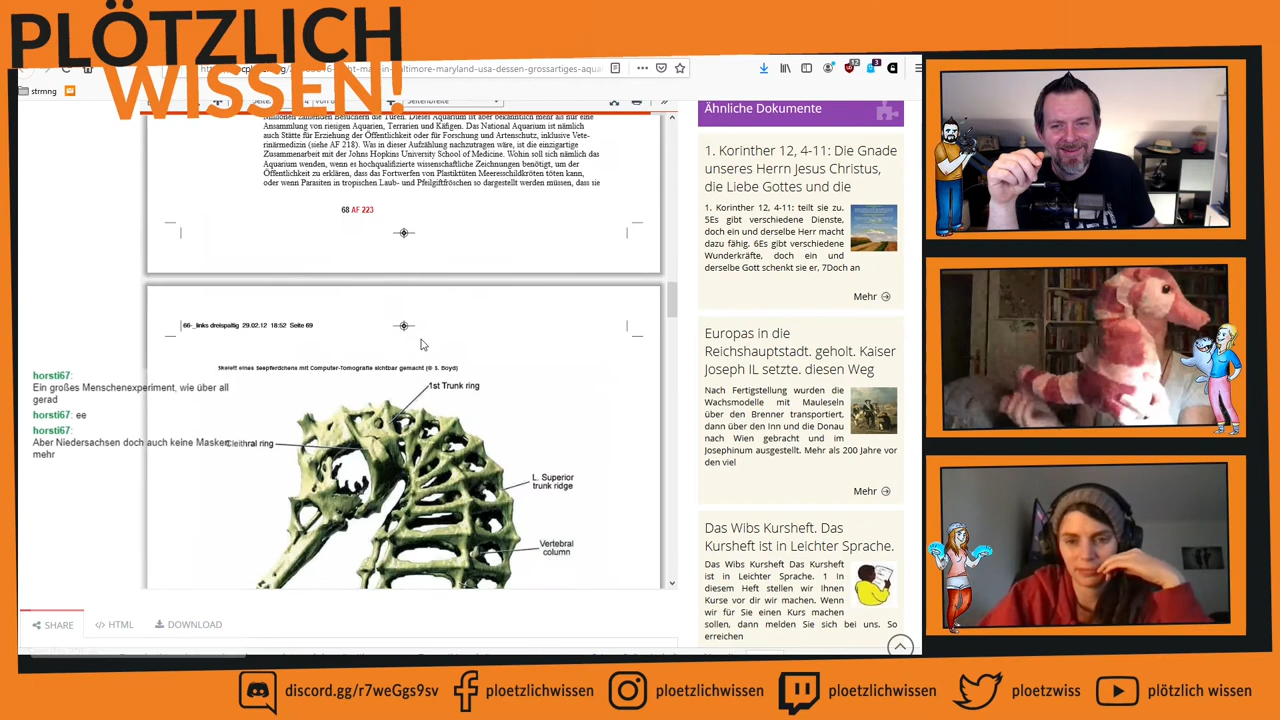 PLÖTZLICH
WISSEN!
strmng
Millionen zählenden Besuchern die Türen. Dieses Aquarium ist aber bekanntlich mehr als nur eine
Ansammlung von riesigen Aquarien, Terrarien und Käfigen. Das National Aquarium ist nämlich
auch Stätte für Erziehung der Öffentlichkeit oder für Forschung und Artenschutz, inklusive Vete-
rinärmedizin (siehe AF 218). Was in dieser Aufzählung nachzutragen wäre, ist die einzigartige
Zusammenarbeit mit der Johns Hopkins University School of Medicine. Wohin soll sich nämlich das
Aquarium wenden, wenn es hochqualifizierte wissenschaftliche Zeichnungen benötigt, um der
Öffentlichkeit zu erklären, dass das Fortwerfen von Plastiktüten Meeresschildkröten töten kann,
oder wenn Parasiten in tropischen Laub- und Pfeilgiftfröschen so dargestellt werden müssen, dass sie
68 AF 223
66-_links dreispaltig 29.02.12 18:52 Seite 69
Skelett eines Seepferdchens mit Computer-Tomografie sichtbar gemacht (© S. Boyd)
1st Trunk ring
Cleithral ring
L. Superior
trunk ridge
Vertebral
column
horsti67:
Ein großes Menschenexperiment, wie über all
gerad
horsti67: ee
horsti67:
Aber Niedersachsen doch auch keine Masken
mehr
SHARE
</> HTML
DOWNLOAD
Ähnliche Dokumente
1. Korinther 12, 4-11: Die Gnade
unseres Herrn Jesus Christus,
die Liebe Gottes und die
1. Korinther 12, 4-11: teilt sie zu.
5Es gibt verschiedene Dienste,
doch ein und derselbe Herr macht
dazu fähig. 6Es gibt verschiedene
Wunderkräfte, doch ein und
derselbe Gott schenkt sie er, 7Doch an
Mehr
Europas in die
Reichshauptstadt. geholt. Kaiser
Joseph IL setzte. diesen Weg
Nach Fertigstellung wurden die
Wachsmodelle mit Mauleseln
über den Brenner transportiert,
dann über den Inn und die Donau
nach Wien gebracht und im
Josephinum ausgestellt. Mehr als 200 Jahre vor
den viel
Mehr
Das Wibs Kursheft. Das
Kursheft ist in Leichter Sprache.
Das Wibs Kursheft Das Kursheft
ist in Leichter Sprache. 1 In
diesem Heft stellen wir Ihnen
Kurse vor dir wir machen. Wenn
wir für Sie einen Kurs machen
sollen, dann melden Sie sich bei uns. So
erreichen
discord.gg/r7weGgs9sv
ploetzlichwissen
ploetzlichwissen
ploetzlichwissen
ploetzwiss
plötzlich wissen